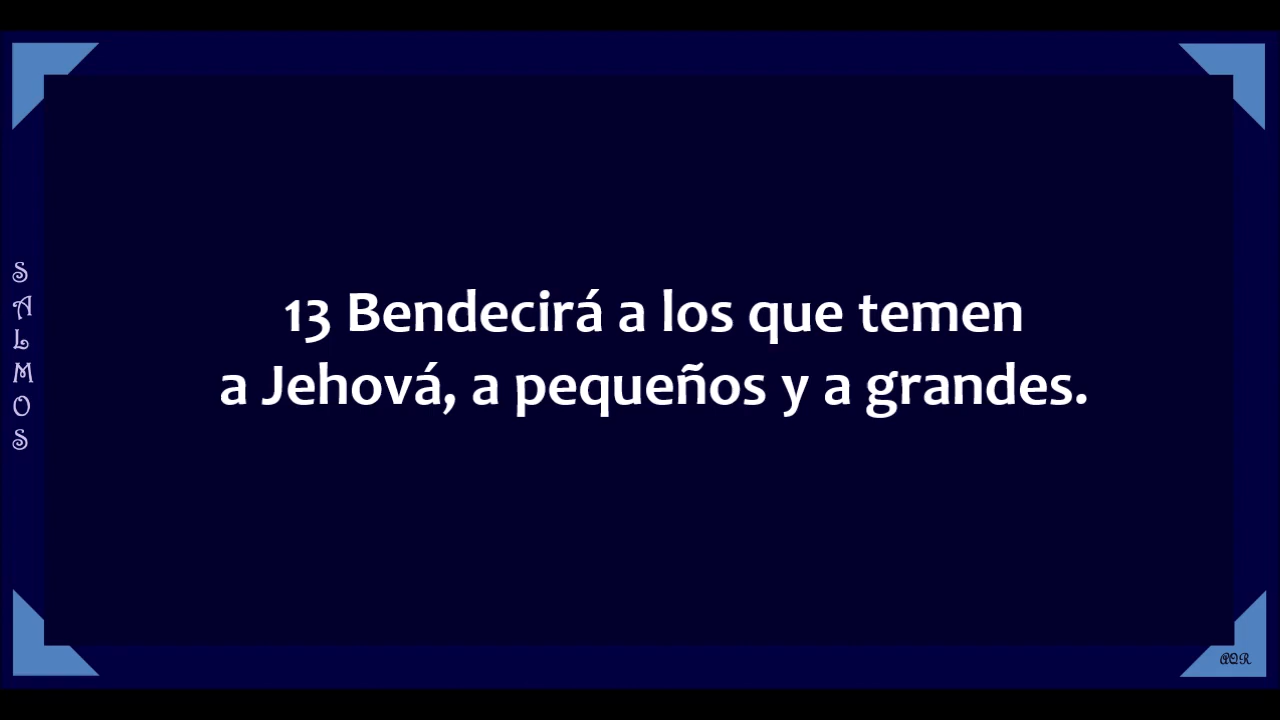 SALMOS
13 Bendecirá a los que temen
a Jehová, a pequeños y a grandes.